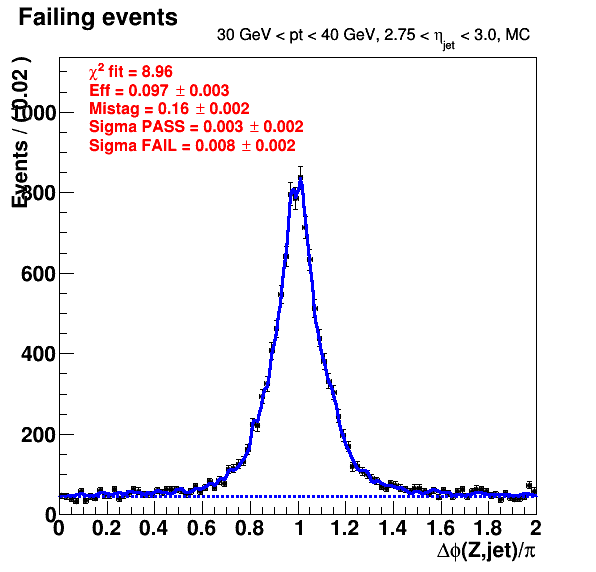 Failing events
30 GeV < pt < 40 GeV, 2.75 < η_jet < 3.0, MC
χ² fit = 8.96
Eff = 0.097 ± 0.003
Mistag = 0.16 ± 0.002
Sigma PASS = 0.003 ± 0.002
Sigma FAIL = 0.008 ± 0.002
Events / ( 0.02 )
1000
800
600
400
200
0
0 0.2 0.4 0.6 0.8 1 1.2 1.4 1.6 1.8 2
Δϕ(Z,jet)/π